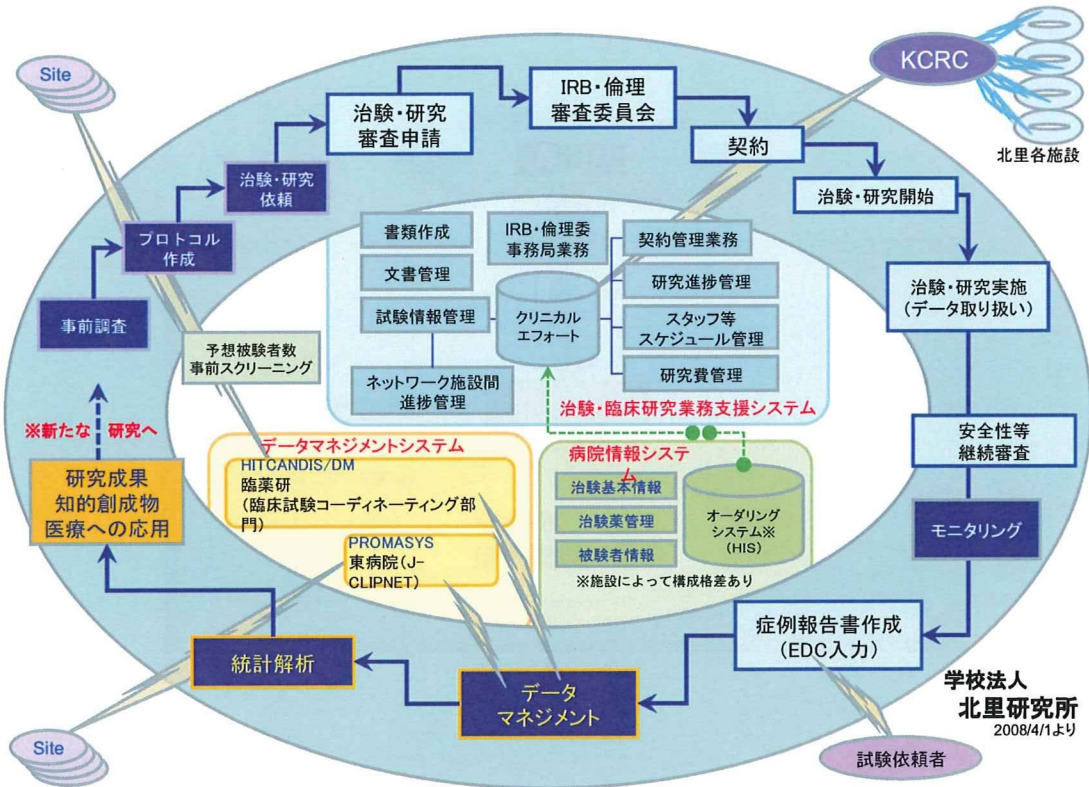 Site
KCRC
北里各施設
治験・研究
審査申請
IRB・倫理
審査委員会
契約
治験・研究開始
治験・研究
依頼
プロトコル
作成
事前調査
治験・研究実施
(データ取り扱い)
書類作成
文書管理
試験情報管理
ネットワーク施設間
進捗管理
IRB・倫理委
事務局業務
クリニカル
エフォート
契約管理業務
研究進捗管理
スタッフ等
スケジュール管理
研究費管理
治験・臨床研究業務支援システム
予想被験者数
事前スクリーニング
※新たな 研究へ
研究成果
知的創成物
医療への応用
データマネジメントシステム
HITCANDIS/DM
臨薬研
(臨床試験コーディネーティング部
門)
PROMASYS
東病院(J-
CLIPNET)
病院情報システ
ム
治験基本情報
治験薬管理
被験者情報
オーダリング
システム※
(HIS)
※施設によって構成格差あり
安全性等
継続審査
モニタリング
症例報告書作成
(EDC入力)
データ
マネジメント
統計解析
学校法人
北里研究所
2008/4/1より
Site
試験依頼者